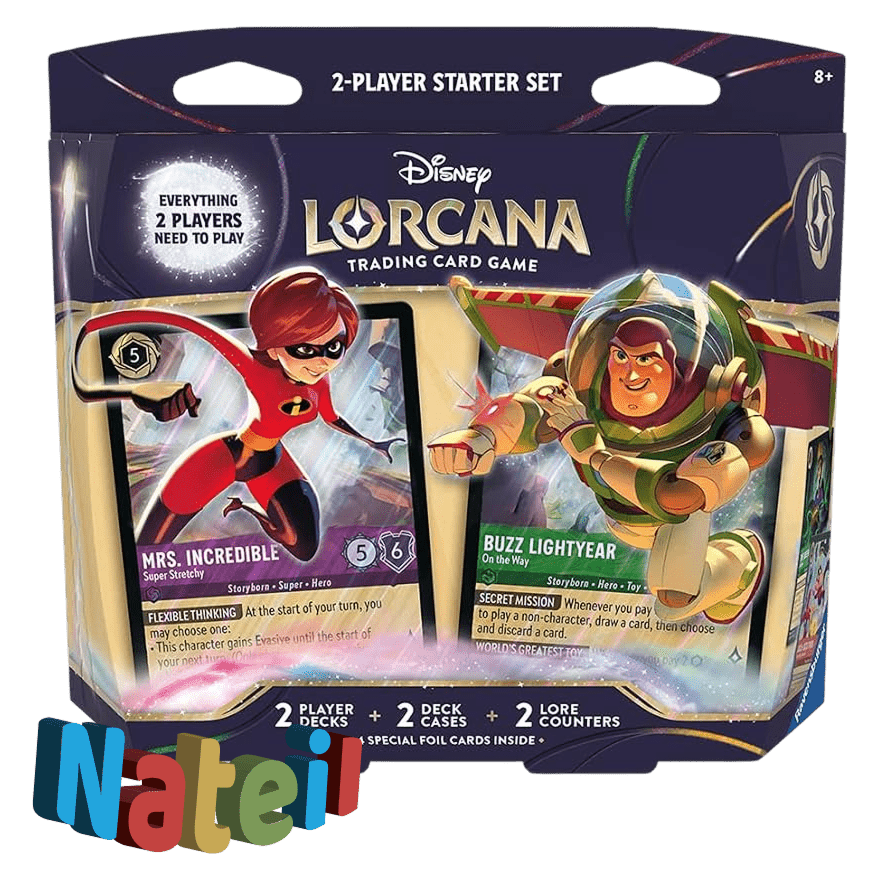 2-PLAYER STARTER SET
8+
EVERYTHING
2 PLAYERS
NEED TO PLAY
Disney
LORCANA
TRADING CARD GAME
5
MRS. INCREDIBLE
Super Stretchy
5 6
Storyborn • Super • Hero
FLEXIBLE THINKING At the start of your turn, you
may choose one:
• This character gains Evasive until the start of
your next turn.
BUZZ LIGHTYEAR
On the Way
Storyborn • Hero • Toy •
SECRET MISSION Whenever you pay
to play a non-character, draw a card, then choose
and discard a card.
WORLD'S GREATEST TOY
you pay 2
Ravensburger
2 PLAYER DECKS + 2 DECK CASES + 2 LORE COUNTERS
4 SPECIAL FOIL CARDS INSIDE •
Nateil